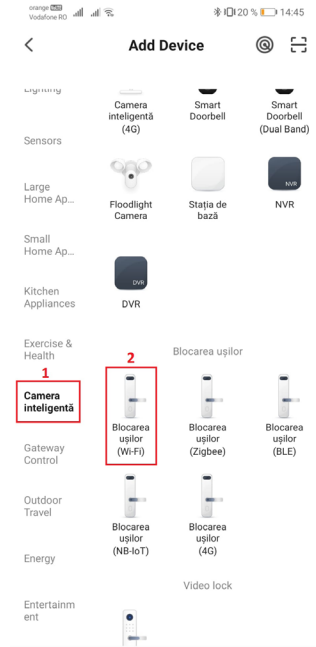 orange
Vodafone RO
20 %
14:45
Add Device
Lighting
Camera
inteligentă
(4G)
Smart
Doorbell
Smart
Doorbell
(Dual Band)
Sensors
NVR
Floodlight
Camera
Stația de
bază
NVR
Large
Home Ap...
Small
Home Ap...
DVR
DVR
Kitchen
Appliances
Exercise &
Health
1
2
Blocarea ușilor
Camera
inteligentă
Blocarea
ușilor
(Wi-Fi)
Blocarea
ușilor
(Zigbee)
Blocarea
ușilor
(BLE)
Gateway
Control
Outdoor
Travel
Blocarea
ușilor
(NB-IoT)
Blocarea
ușilor
(4G)
Energy
Video lock
Entertainm
ent